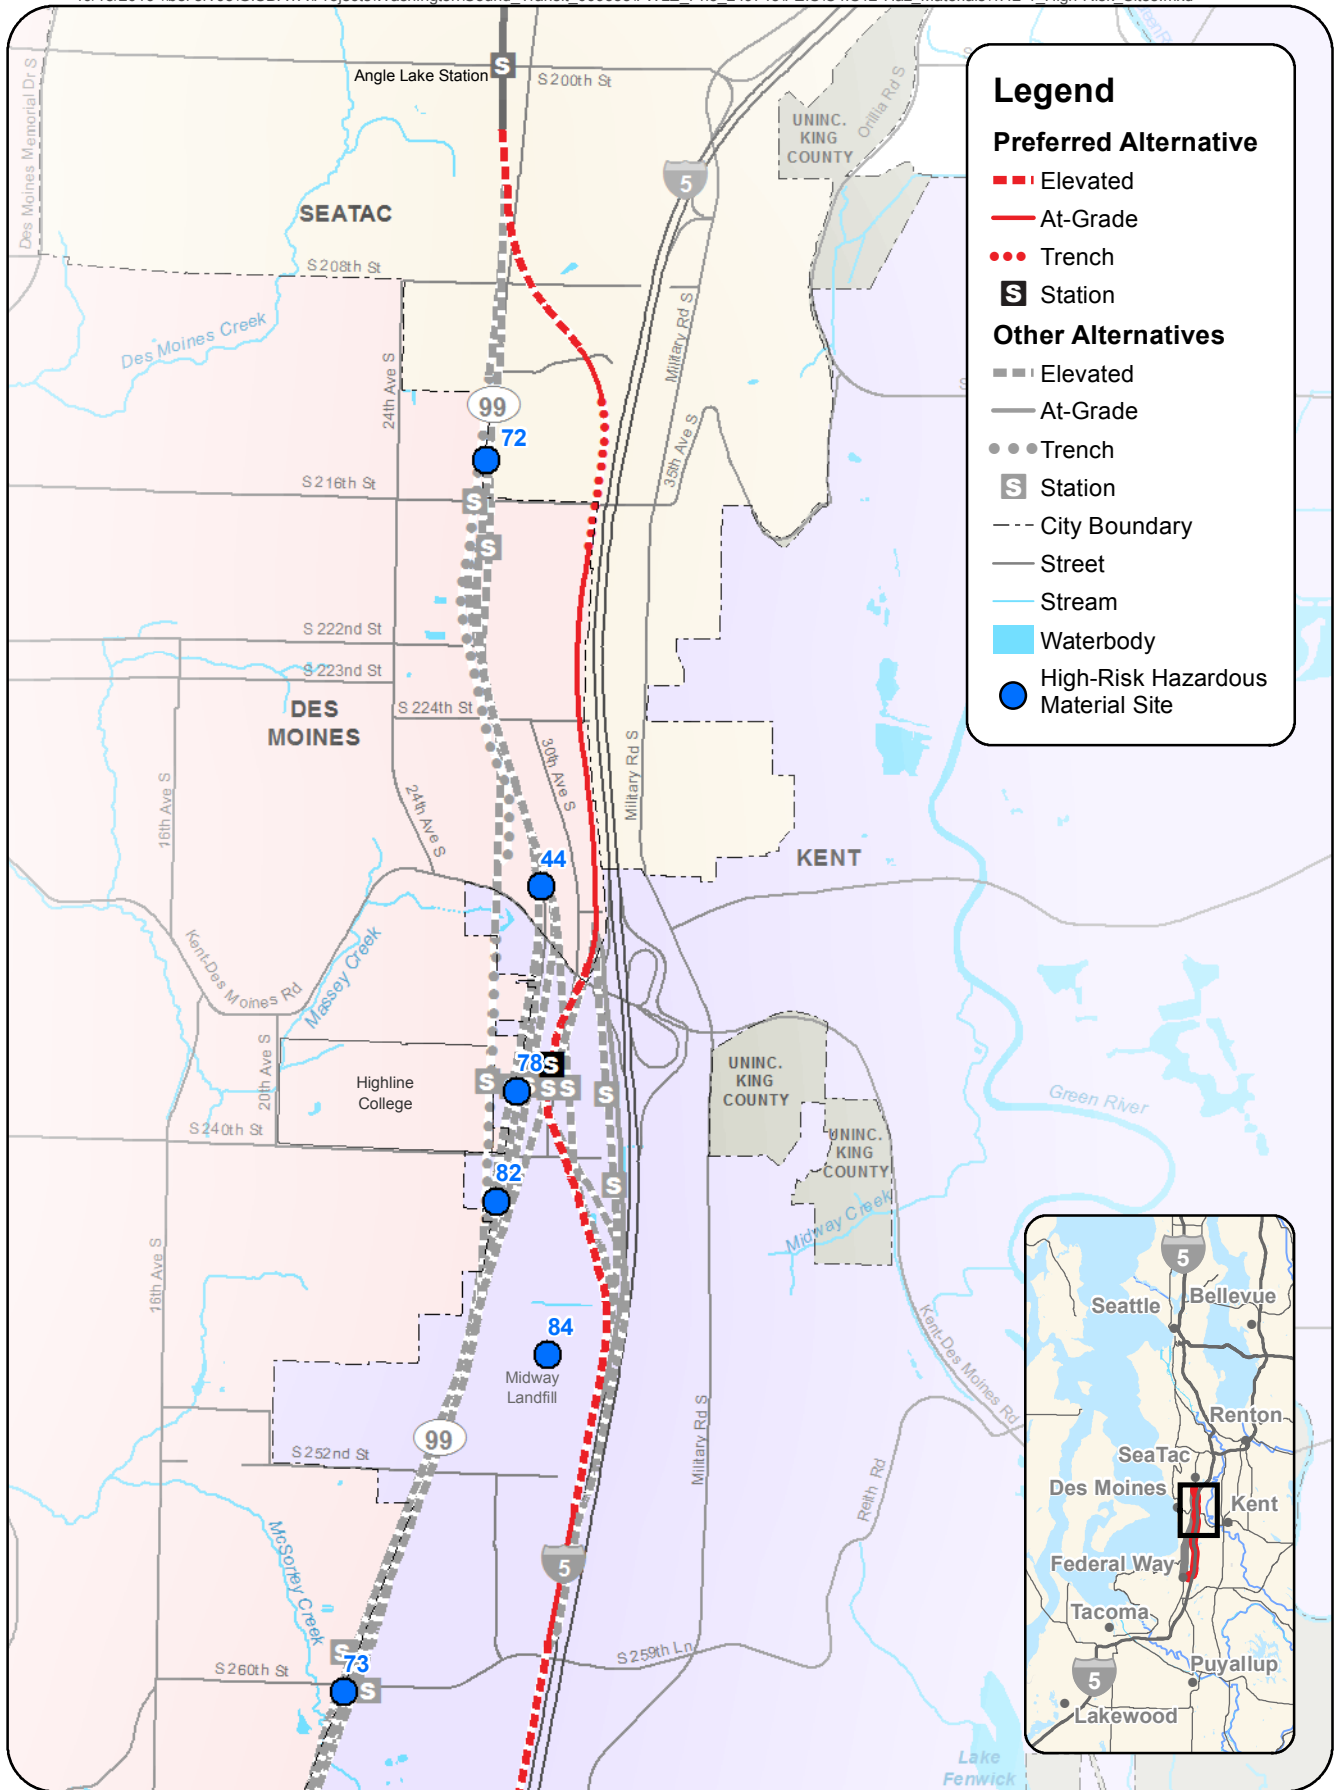 Angle Lake Station
S
S 200th St
Des Moines Memorial Dr S
UNINC.
KING
COUNTY
Orillia Rd S
5
SEATAC
S 208th St
Des Moines Creek
24th Ave S
Military Rd S
99
72
35th Ave S
S 216th St
S
S
S 222nd St
S 223rd St
DES
MOINES
S 224th St
30th Ave S
Military Rd S
16th Ave S
24th Ave S
44
KENT
Kent-Des Moines Rd
Massey Creek
20th Ave S
Highline
College
78
S
S
S
S
S
S
UNINC.
KING
COUNTY
Green River
S 240th St
UNINC.
KING
COUNTY
82
S
Midway Creek
16th Ave S
84
Midway
Landfill
Kent-Des Moines Rd
99
S 252nd St
Military Rd S
Reith Rd
McSorley Creek
5
S 259th Ln
S 260th St
S
73
S
Lake
Fenwick
Legend
Preferred Alternative
Elevated
At-Grade
Trench
S Station
Other Alternatives
Elevated
At-Grade
Trench
S Station
City Boundary
Street
Stream
Waterbody
High-Risk Hazardous
Material Site
5
Seattle
Bellevue
Renton
SeaTac
Des Moines
Kent
Federal Way
Tacoma
Puyallup
5
Lakewood